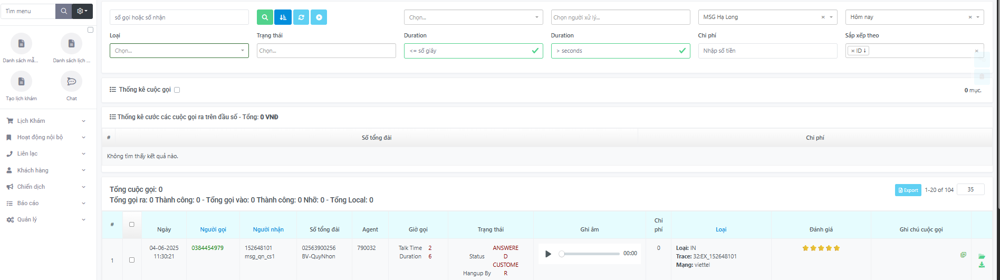 Tìm menu
Danh sách mẫ...
Danh sách lịch ...
Tạo lịch khám
Chat
Lịch Khám
Hoạt động nội bộ
Liên lạc
Khách hàng
Chiến dịch
Báo cáo
Quản lý
số gọi hoặc số nhận
Chọn...
Chọn người xử lý...
MSG Hạ Long
Hôm nay
Loại
Trạng thái
Duration
Duration
Chi phí
Sắp xếp theo
Chọn...
Chọn...
<= số giây
> seconds
Nhập số tiền
× ID ↓
Thống kê cuộc gọi
0 mục.
Thống kê cước các cuộc gọi ra trên đầu số - Tổng: 0 VNĐ
# Số tổng đài Chi phí
Không tìm thấy kết quả nào.
Tổng cuộc gọi: 0
Tổng gọi ra: 0 Thành công: 0 - Tổng gọi vào: 0 Thành công: 0 Nhỡ: 0 - Tổng Local: 0
Export 1-20 of 104 35
# Ngày Người gọi Người nhận Số tổng đài Agent Giờ gọi Trạng thái Ghi âm Chi phí Loại Đánh giá Ghi chú cuộc gọi
1
04-06-2025
11:30:21
0384454979
152648101
msg_qn_cs1
02563900256
BV-QuyNhon
790032
Talk Time 2
Duration 6
Status ANSWERE
D
Hangup By CUSTOME
R
00:00
0
Loại: IN
Trace: 32:EX_152648101
Mạng: viettel